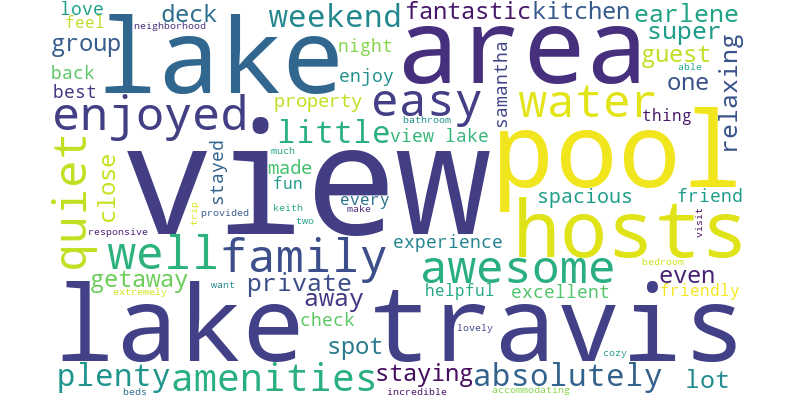 love
deck
weekend
fantastic
kitchen
earlene
feel
neighborhood
lake
area
super
group
night
guest
back
enjoy
samantha
able
one
relaxing
best
property
easy
water
thing
enjoyed
bathroom
little
view lake
pool
quiet
close
stayed
much
made
view
fun
every
spacious
friend
trip
provided
keith
two
make
hosts
visit
responsive
well
family
experience
awesome
bedroom
even
getaway
private
away
want
extremely
helpful
excellent
friendly
lake travis
check
lovely
spot
cozy
plenty
amenities
staying
absolutely
lot
beds
incredible
accommodating